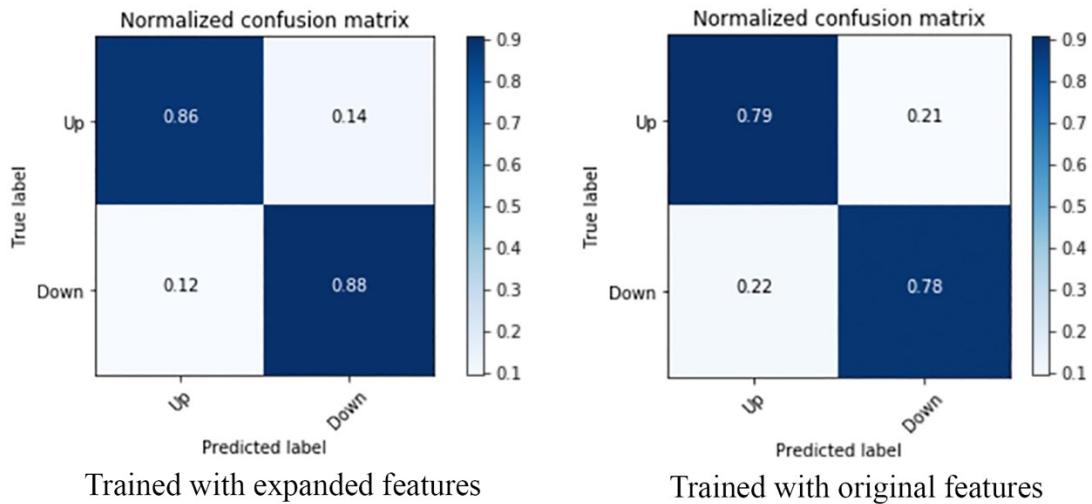 Normalized confusion matrix
Up
Down
True label
0.86
0.14
0.12
0.88
Up
Down
Predicted label
0.9
0.8
0.7
0.6
0.5
0.4
0.3
0.2
0.1
Trained with expanded features
Normalized confusion matrix
Up
Down
True label
0.79
0.21
0.22
0.78
Up
Down
Predicted label
0.9
0.8
0.7
0.6
0.5
0.4
0.3
0.2
0.1
Trained with original features